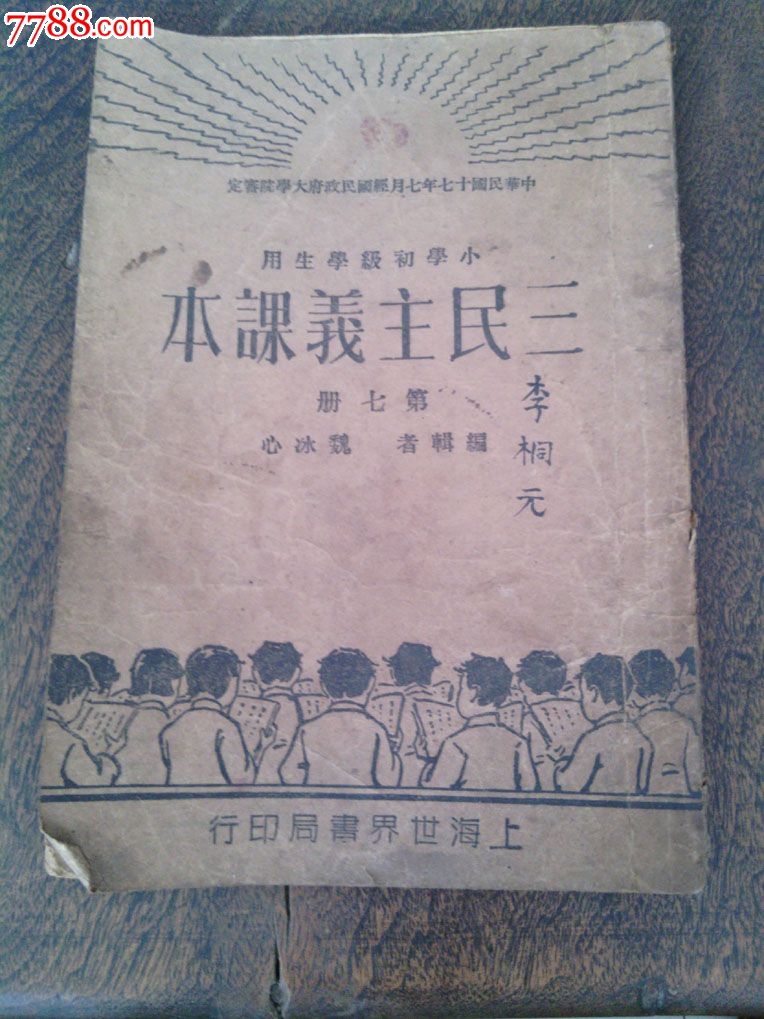 7788.com
中華民國十七年七月經國民政府大學院審定
小學初級學生用
三民主義課本
第七册
編輯者 魏冰心
李桐元
上海世界書局印行